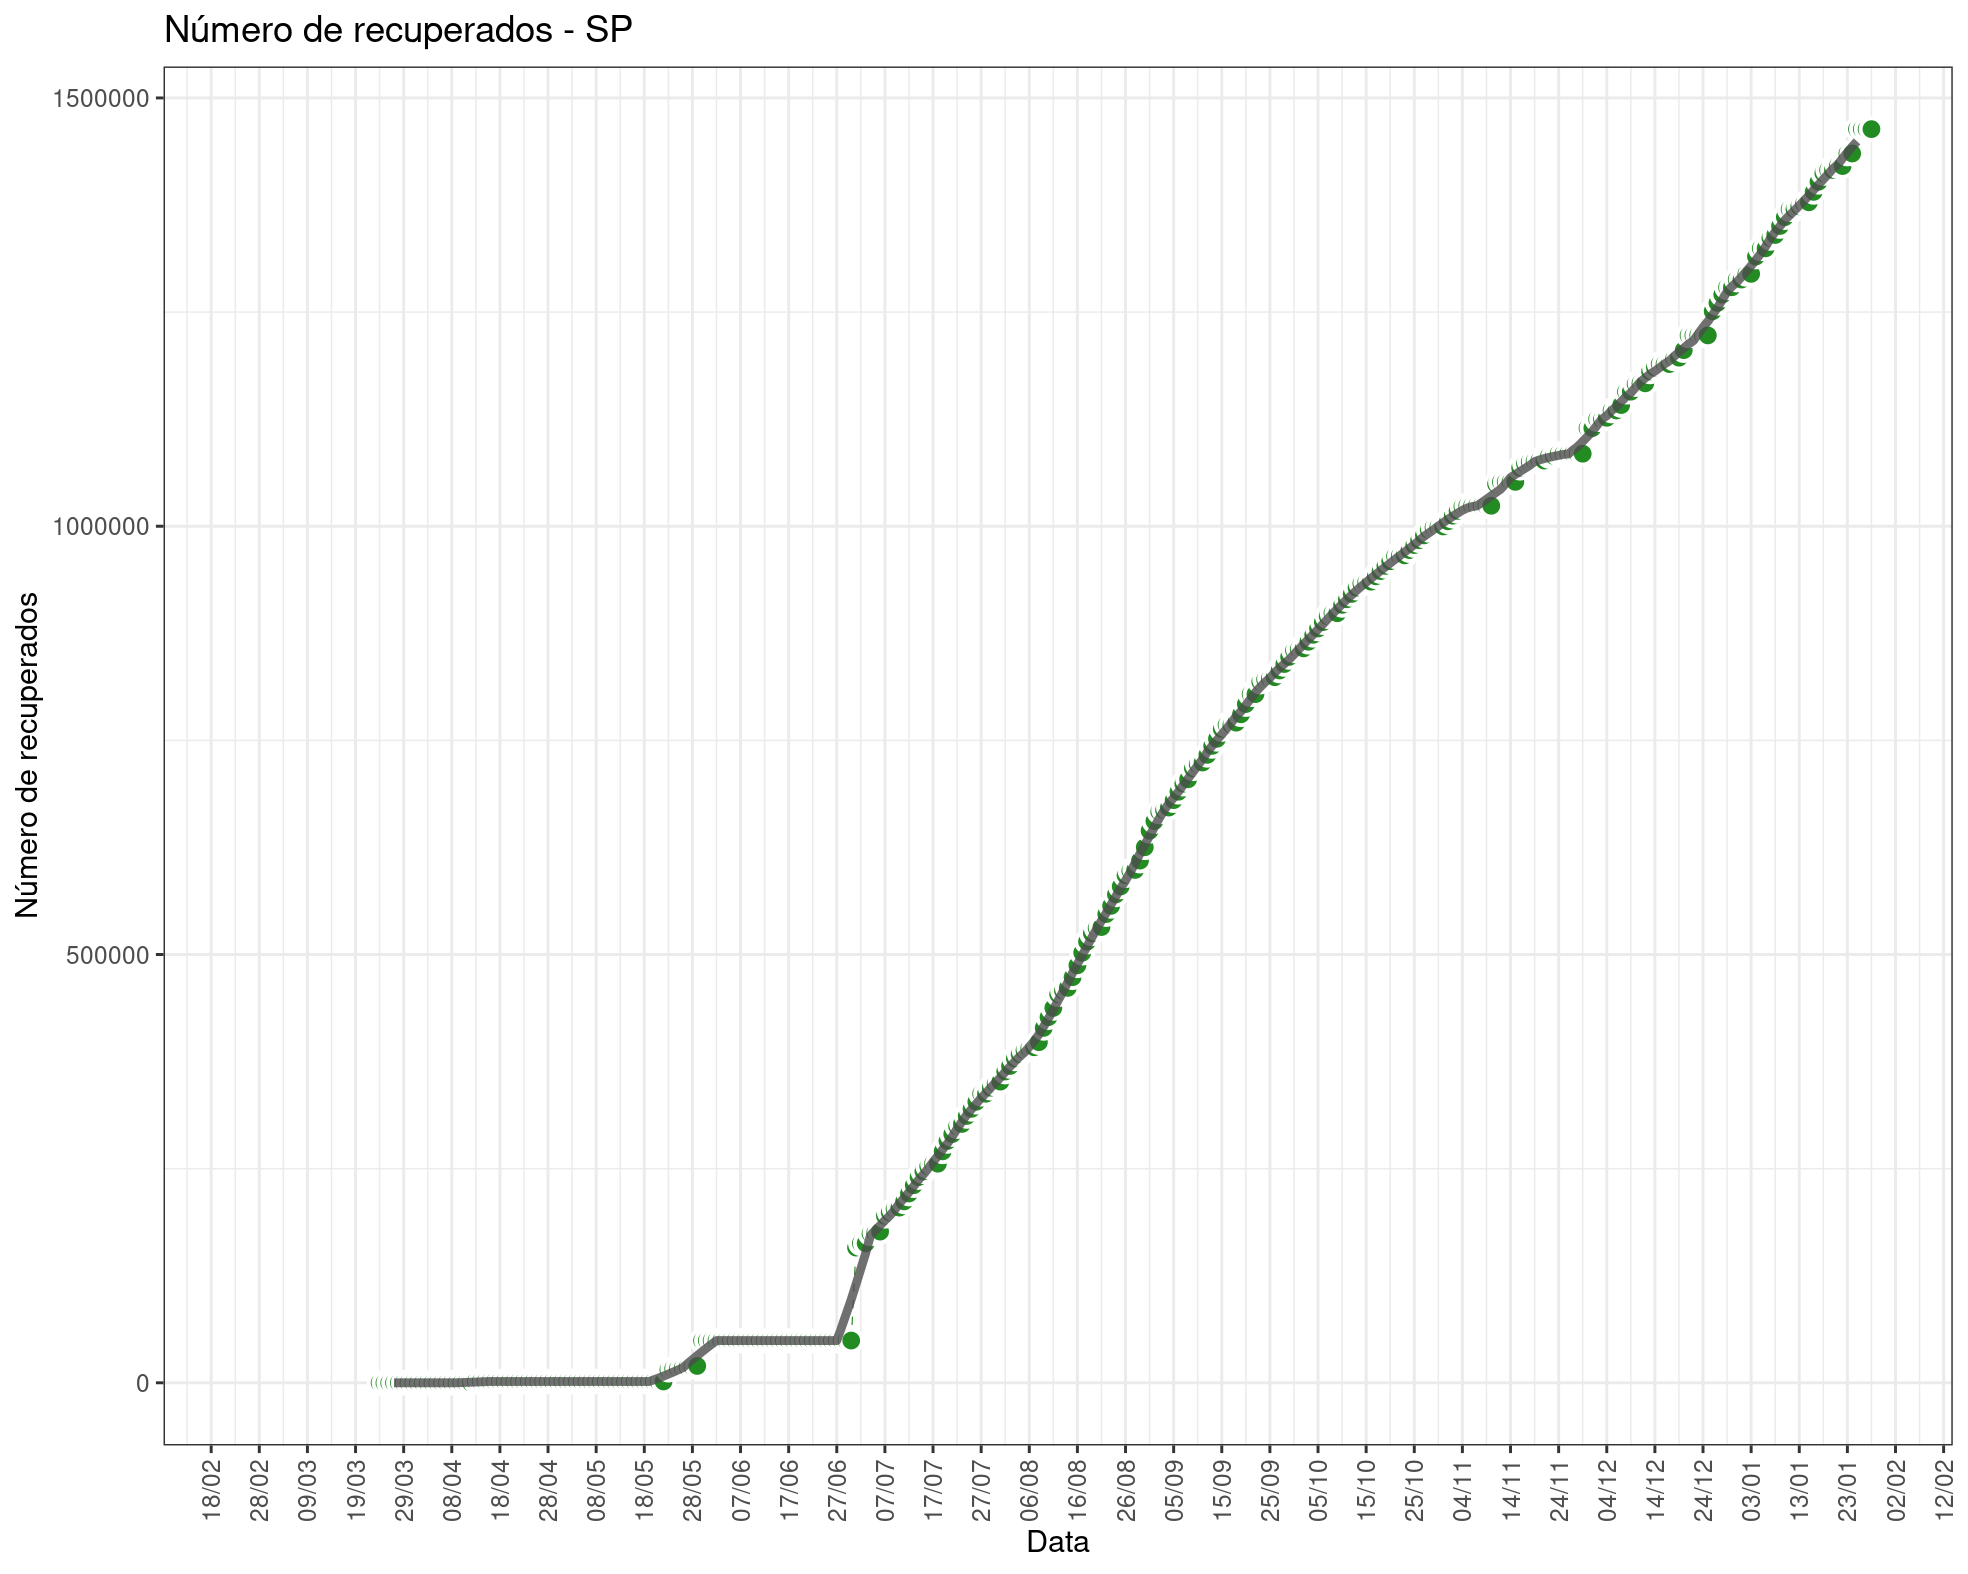 Número de recuperados - SP
Número de recuperados
1500000
1000000
500000
0
18/02 28/02 09/03 19/03 29/03 08/04 18/04 28/04 08/05 18/05 28/05 07/06 17/06 27/06 07/07 17/07 27/07 06/08 16/08 26/08 05/09 15/09 25/09 05/10 15/10 25/10 04/11 14/11 24/11 04/12 14/12 24/12 03/01 13/01 23/01 02/02 12/02
Data